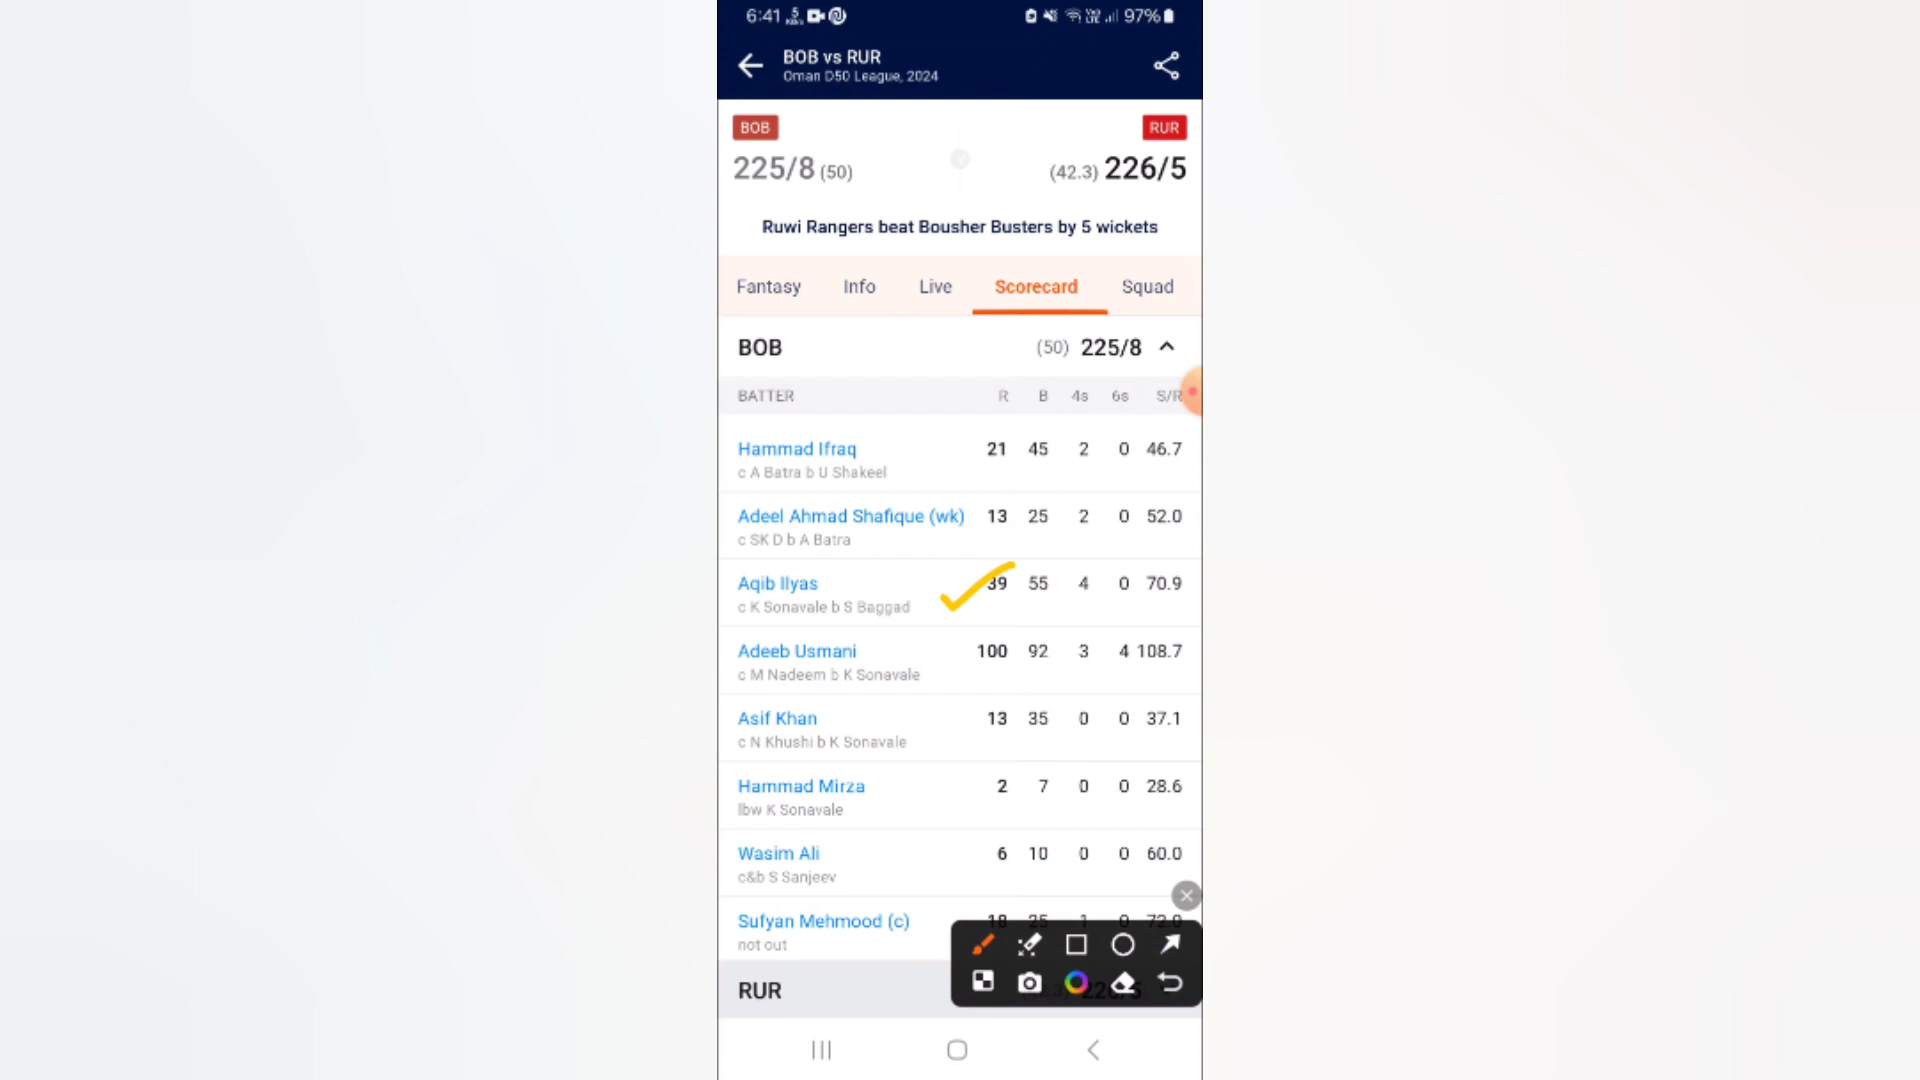 6:41 97%
BOB vs RUR
Oman D50 League, 2024
BOB RUR
225/8 (50) (42.3) 226/5
Ruwi Rangers beat Bousher Busters by 5 wickets
Fantasy Info Live Scorecard Squad
BOB (50) 225/8
BATTER R B 4s 6s S/R
Hammad Ifraq 21 45 2 0 46.7
c A Batra b U Shakeel
Adeel Ahmad Shafique (wk) 13 25 2 0 52.0
c SK D b A Batra
Aqib Ilyas 39 55 4 0 70.9
c K Sonavale b S Baggad
Adeeb Usmani 100 92 3 4 108.7
c M Nadeem b K Sonavale
Asif Khan 13 35 0 0 37.1
c N Khushi b K Sonavale
Hammad Mirza 2 7 0 0 28.6
lbw K Sonavale
Wasim Ali 6 10 0 0 60.0
c&b S Sanjeev
Sufyan Mehmood (c) 18 25 1 0 72.0
not out
RUR